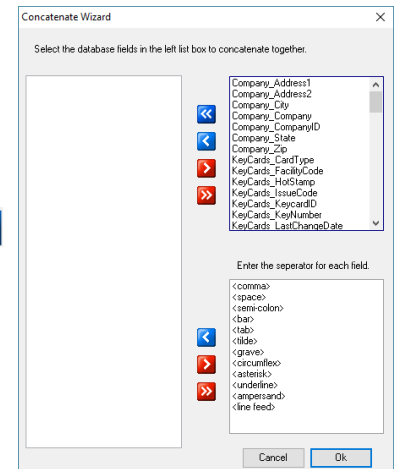 Concatenate Wizard
Select the database fields in the left list box to concatenate together.
Company_Address1
Company_Address2
Company_City
Company_Company
Company_CompanyID
Company_State
Company_Zip
KeyCards_CardType
KeyCards_FacilityCode
KeyCards_HotStamp
KeyCards_IssueCode
KeyCards_KeycardID
KeyCards_KeyNumber
KeyCards_LastChangeDate
Enter the seperator for each field.
<comma>
<space>
<semi-colon>
<bar>
<tab>
<tilde>
<grave>
<circumflex>
<asterisk>
<underline>
<ampersand>
<line feed>
Cancel
Ok